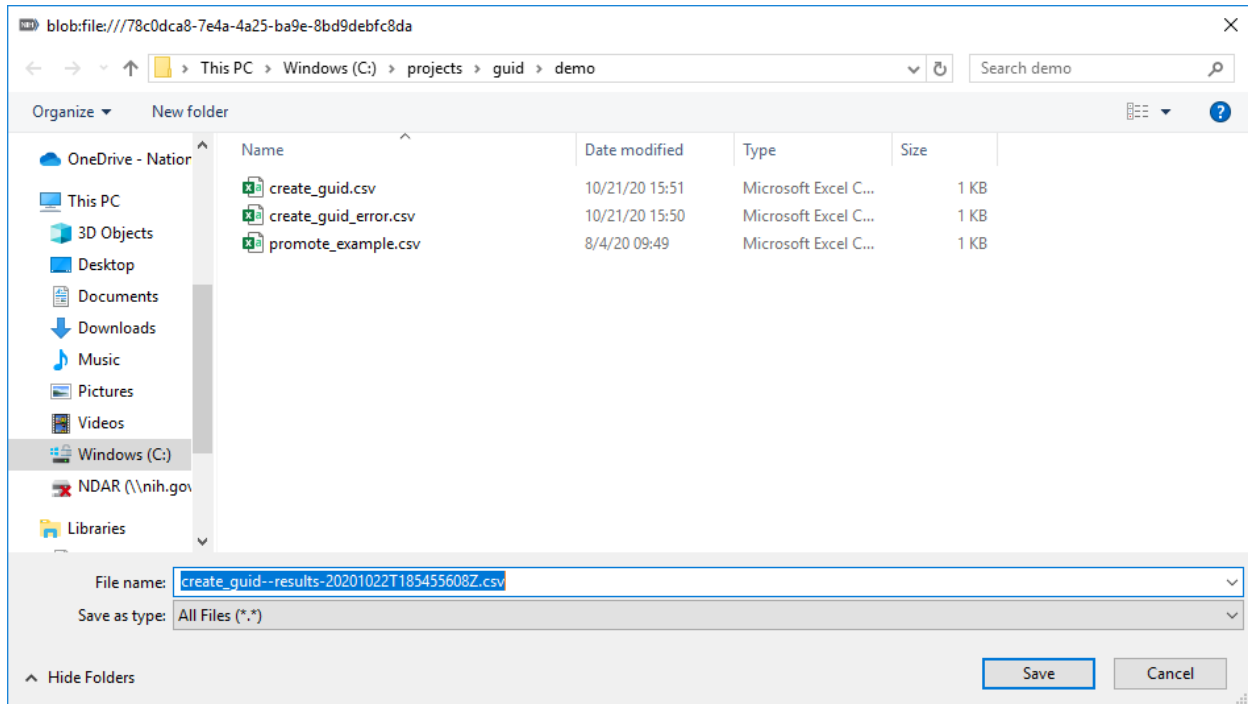 NIH blob:file:///78c0dca8-7e4a-4a25-ba9e-8bd9debfc8da
This PC > Windows (C:) > projects > guid > demo
Search demo
Organize
New folder
Name
Date modified
Type
Size
OneDrive - Nation
This PC
3D Objects
Desktop
Documents
Downloads
Music
Pictures
Videos
Windows (C:)
NDAR (\\nih.gov
Libraries
create_guid.csv 10/21/20 15:51 Microsoft Excel C... 1 KB
create_guid_error.csv 10/21/20 15:50 Microsoft Excel C... 1 KB
promote_example.csv 8/4/20 09:49 Microsoft Excel C... 1 KB
File name: create_guid--results-20201022T185455608Z.csv
Save as type: All Files (*.*)
Hide Folders
Save
Cancel